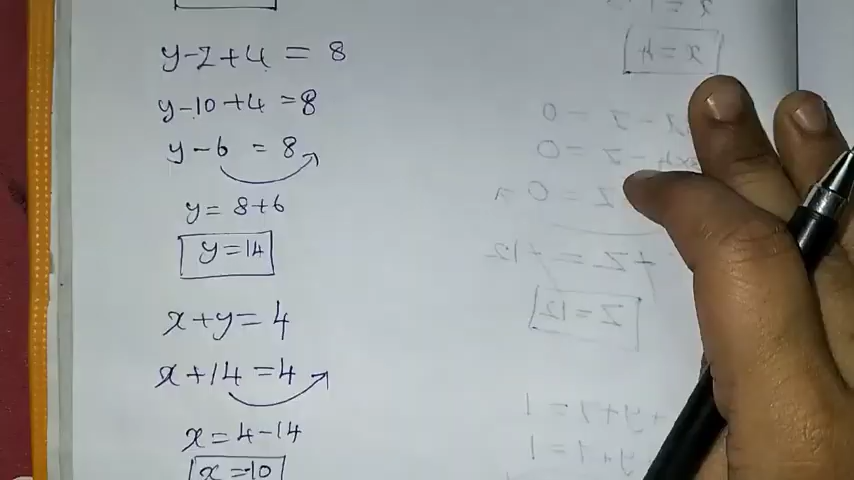 y-z+4 = 8
y-10+4 = 8
y-6 = 8
y = 8+6
y = 14
x+y = 4
x+14 = 4
x = 4-14
x = -10